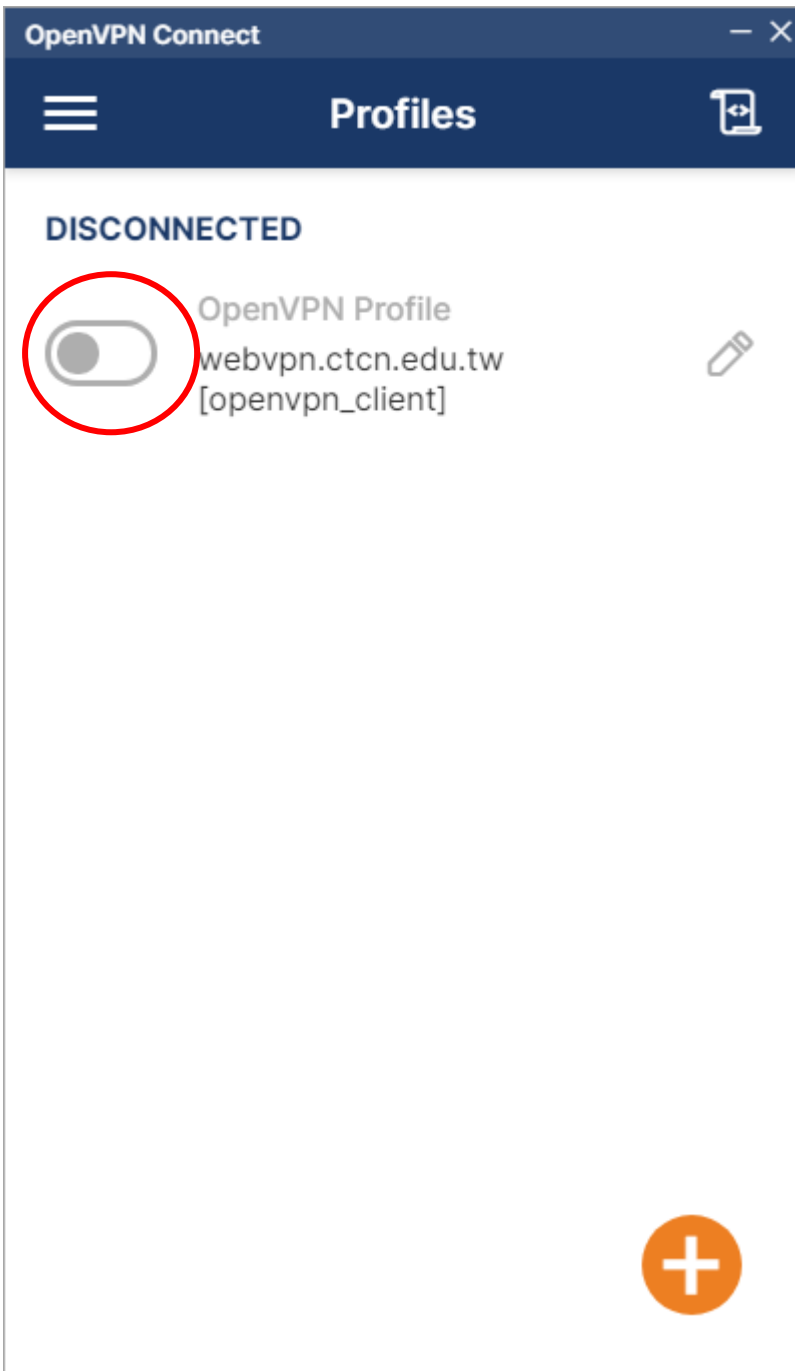 OpenVPN Connect
Profiles
DISCONNECTED
OpenVPN Profile
webvpn.ctcn.edu.tw
[openvpn_client]